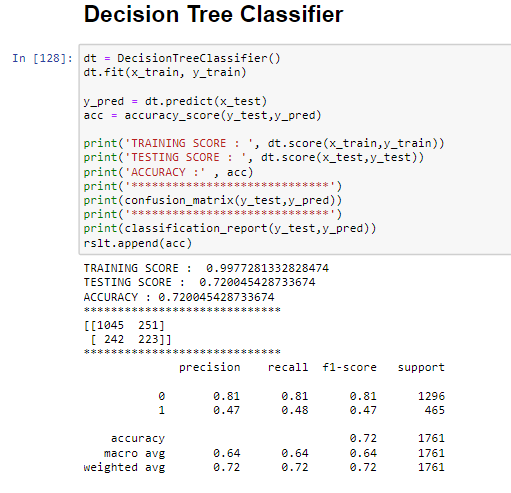 Decision Tree Classifier
In [128]: dt = DecisionTreeClassifier()
dt.fit(x_train, y_train)
y_pred = dt.predict(x_test)
acc = accuracy_score(y_test,y_pred)
print('TRAINING SCORE : ', dt.score(x_train,y_train))
print('TESTING SCORE : ', dt.score(x_test,y_test))
print('ACCURACY :' , acc)
print('****************************')
print(confusion_matrix(y_test,y_pred))
print('****************************')
print(classification_report(y_test,y_pred))
rslt.append(acc)
TRAINING SCORE :  0.9977281332828474
TESTING SCORE :  0.720045428733674
ACCURACY : 0.720045428733674
****************************
[[1045  251]
 [ 242  223]]
****************************
              precision    recall  f1-score   support
           0       0.81      0.81      0.81      1296
           1       0.47      0.48      0.47       465
    accuracy                           0.72      1761
   macro avg       0.64      0.64      0.64      1761
weighted avg       0.72      0.72      0.72      1761